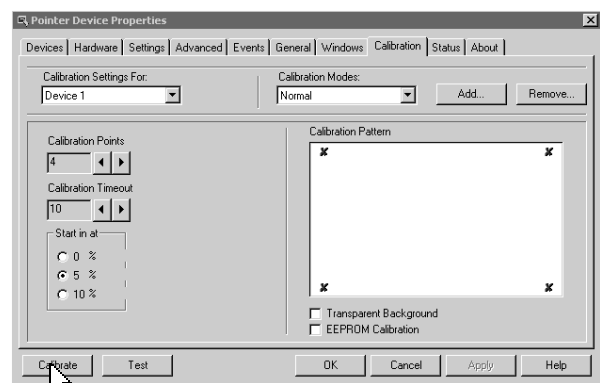 Pointer Device Properties
Devices Hardware Settings Advanced Events General Windows Calibration Status About
Calibration Settings For:
Device 1
Calibration Modes:
Normal
Add...
Remove...
Calibration Points
4
Calibration Timeout
10
Start in at
0 %
5 %
10 %
Calibration Pattern
Transparent Background
EEPROM Calibration
Calibrate
Test
OK
Cancel
Apply
Help